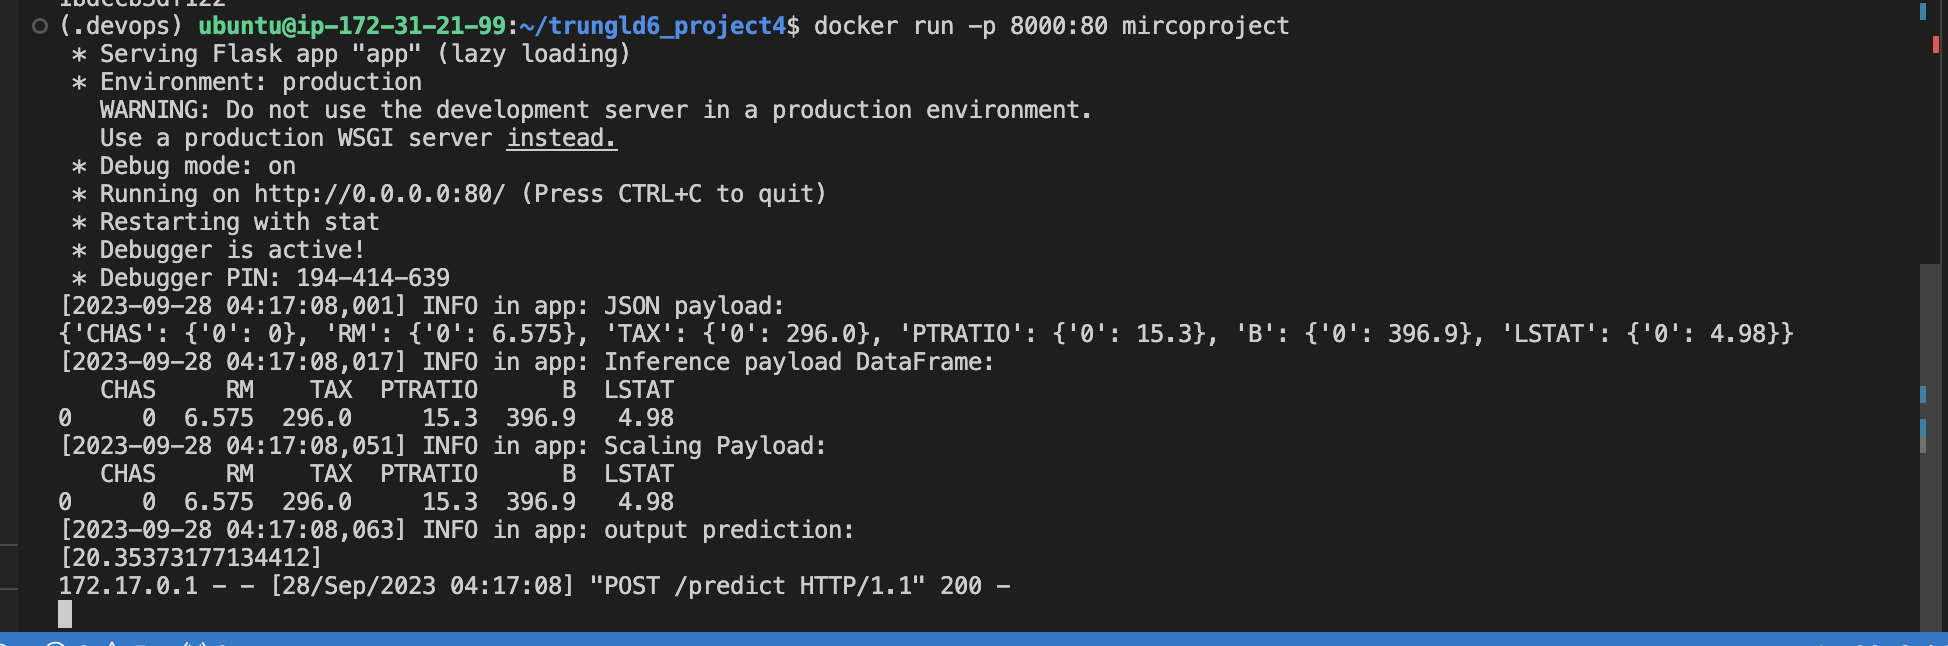 (.devops) ubuntu@ip-172-31-21-99:~/trungld6_project4$ docker run -p 8000:80 mircoproject
* Serving Flask app "app" (lazy loading)
* Environment: production
WARNING: Do not use the development server in a production environment.
Use a production WSGI server instead.
* Debug mode: on
* Running on http://0.0.0.0:80/ (Press CTRL+C to quit)
* Restarting with stat
* Debugger is active!
* Debugger PIN: 194-414-639
[2023-09-28 04:17:08,001] INFO in app: JSON payload:
{'CHAS': {'0': 0}, 'RM': {'0': 6.575}, 'TAX': {'0': 296.0}, 'PTRATIO': {'0': 15.3}, 'B': {'0': 396.9}, 'LSTAT': {'0': 4.98}}
[2023-09-28 04:17:08,017] INFO in app: Inference payload DataFrame:
CHAS RM TAX PTRATIO B LSTAT
0 0 6.575 296.0 15.3 396.9 4.98
[2023-09-28 04:17:08,051] INFO in app: Scaling Payload:
CHAS RM TAX PTRATIO B LSTAT
0 0 6.575 296.0 15.3 396.9 4.98
[2023-09-28 04:17:08,063] INFO in app: output prediction:
[20.35373177134412]
172.17.0.1 - - [28/Sep/2023 04:17:08] "POST /predict HTTP/1.1" 200 -